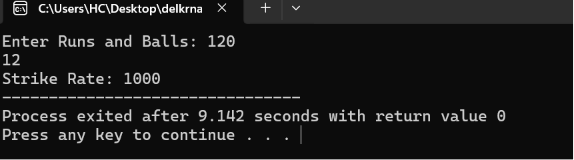 C:\Users\HC\Desktop\delkrna
Enter Runs and Balls: 120
12
Strike Rate: 1000
--------------------------------
Process exited after 9.142 seconds with return value 0
Press any key to continue . . .